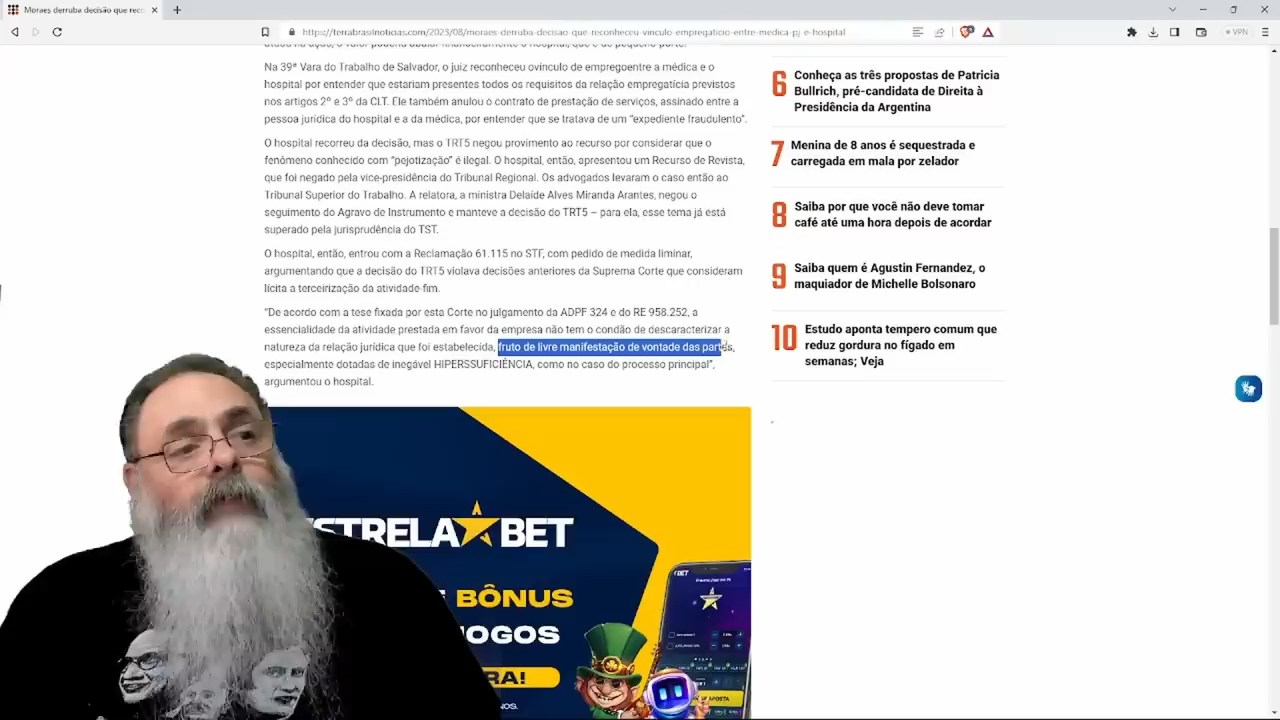 Moraes derruba decisão que reco
https://terrabrasilnoticias.com/2023/08/moraes-derruba-decisao-que-reconheceu-vinculo-empregaticio-entre-medica-pj-e-hospital
VPN
Na 39ª Vara do Trabalho de Salvador, o juiz reconheceu ovínculo de empregoentre a médica e o
hospital por entender que estariam presentes todos os requisitos da relação empregatícia previstos
nos artigos 2º e 3º da CLT. Ele também anulou o contrato de prestação de serviços, assinado entre a
pessoa jurídica do hospital e a da médica, por entender que se tratava de um “expediente fraudulento”.
O hospital recorreu da decisão, mas o TRT5 negou provimento ao recurso por considerar que o
fenômeno conhecido com “pejotização” é ilegal. O hospital, então, apresentou um Recurso de Revista,
que foi negado pela vice-presidência do Tribunal Regional. Os advogados levaram o caso então ao
Tribunal Superior do Trabalho. A relatora, a ministra Delaíde Alves Miranda Arantes, negou o
seguimento do Agravo de Instrumento e manteve a decisão do TRT5 – para ela, esse tema já está
superado pela jurisprudência do TST.
O hospital, então, entrou com a Reclamação 61.115 no STF, com pedido de medida liminar,
argumentando que a decisão do TRT5 violava decisões anteriores da Suprema Corte que consideram
lícita a terceirização da atividade-fim.
“De acordo com a tese fixada por esta Corte no julgamento da ADPF 324 e do RE 958.252, a
essencialidade da atividade prestada em favor da empresa não tem o condão de descaracterizar a
natureza da relação jurídica que foi estabelecida, fruto de livre manifestação de vontade das partes,
especialmente dotadas de inegável HIPERSSUFICIÊNCIA, como no caso do processo principal”,
argumentou o hospital.
6 Conheça as três propostas de Patricia
Bullrich, pré-candidata de Direita à
Presidência da Argentina
7 Menina de 8 anos é sequestrada e
carregada em mala por zelador
8 Saiba por que você não deve tomar
café até uma hora depois de acordar
9 Saiba quem é Agustin Fernandez, o
maquiador de Michelle Bolsonaro
10 Estudo aponta tempero comum que
reduz gordura no fígado em
semanas; Veja
ESTRELA BET
BÔNUS
JOGOS